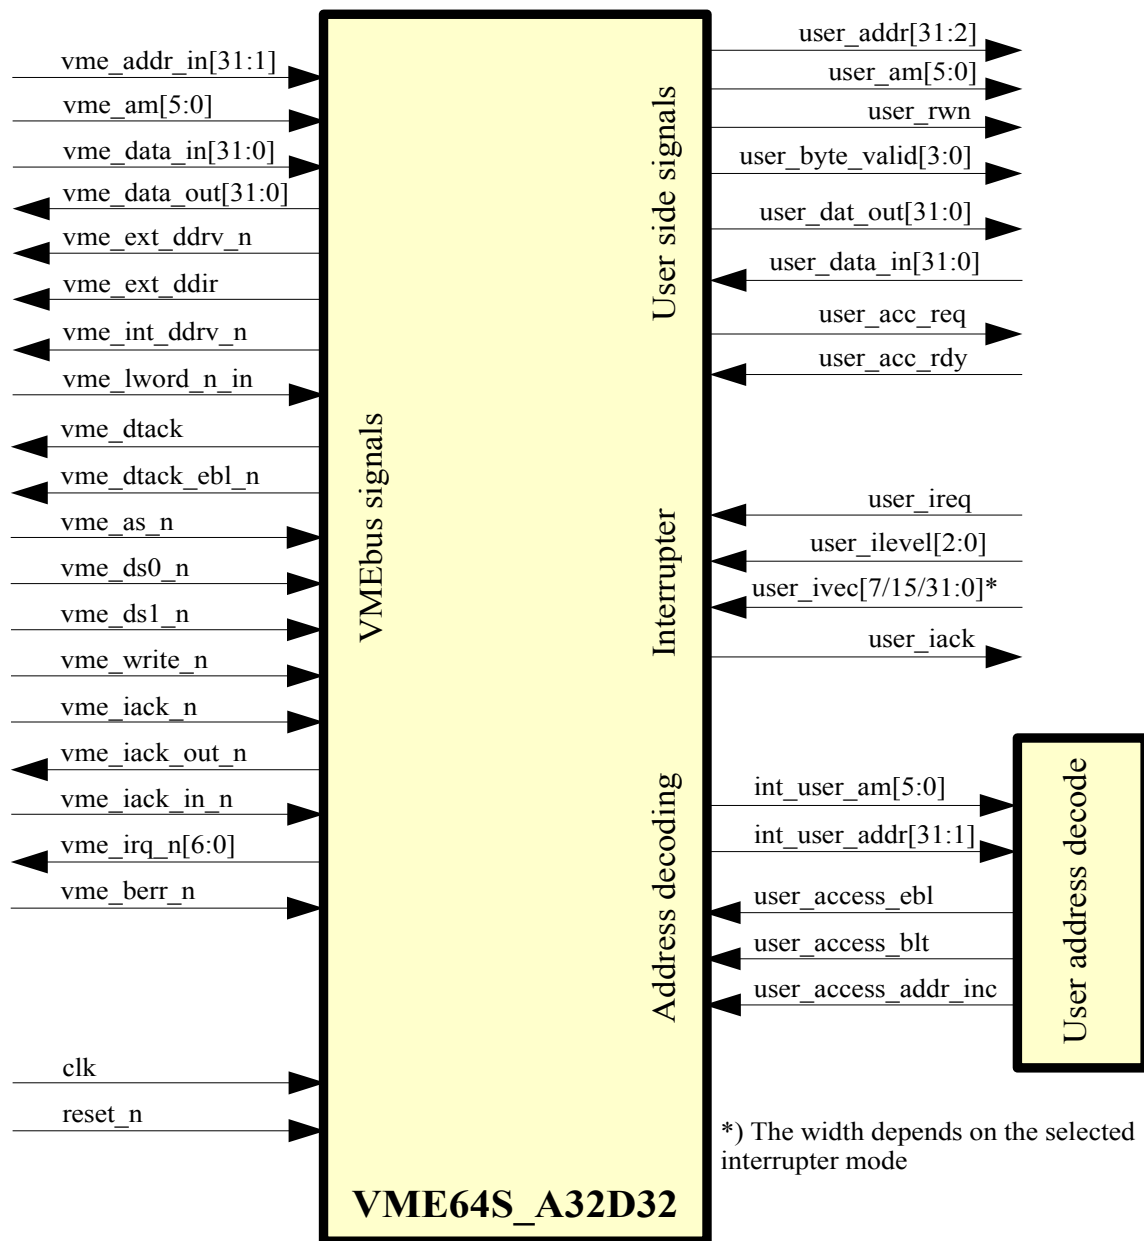 vme_addr_in[31:1]
vme_am[5:0]
vme_data_in[31:0]
vme_data_out[31:0]
vme_ext_ddrv_n
vme_ext_ddir
vme_int_ddrv_n
vme_lword_n_in
vme_dtack
vme_dtack_ebl_n
vme_as_n
vme_ds0_n
vme_ds1_n
vme_write_n
vme_iack_n
vme_iack_out_n
vme_iack_in_n
vme_irq_n[6:0]
vme_berr_n
clk
reset_n
VMEbus signals
User side signals
Interrupter
Address decoding
VME64S_A32D32
user_addr[31:2]
user_am[5:0]
user_rwn
user_byte_valid[3:0]
user_dat_out[31:0]
user_data_in[31:0]
user_acc_req
user_acc_rdy
user_ireq
user_ilevel[2:0]
user_ivec[7/15/31:0]*
user_iack
int_user_am[5:0]
int_user_addr[31:1]
user_access_ebl
user_access_blt
user_access_addr_inc
User address decode
*) The width depends on the selected
interrupter mode